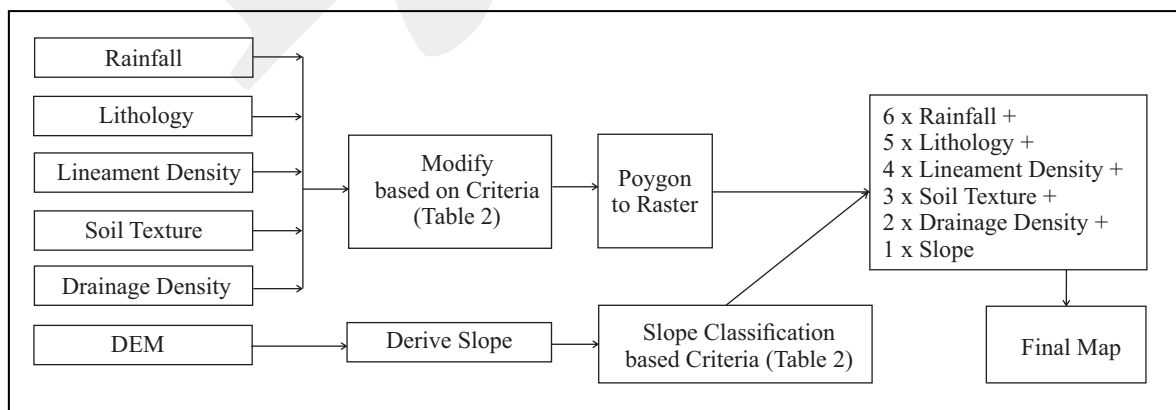 Rainfall
Lithology
Lineament Density
Soil Texture
Drainage Density
DEM
Modify
based on Criteria
(Table 2)
Poygon
to Raster
Derive Slope
Slope Classification
based Criteria (Table 2)
6 x Rainfall +
5 x Lithology +
4 x Lineament Density +
3 x Soil Texture +
2 x Drainage Density +
1 x Slope
Final Map